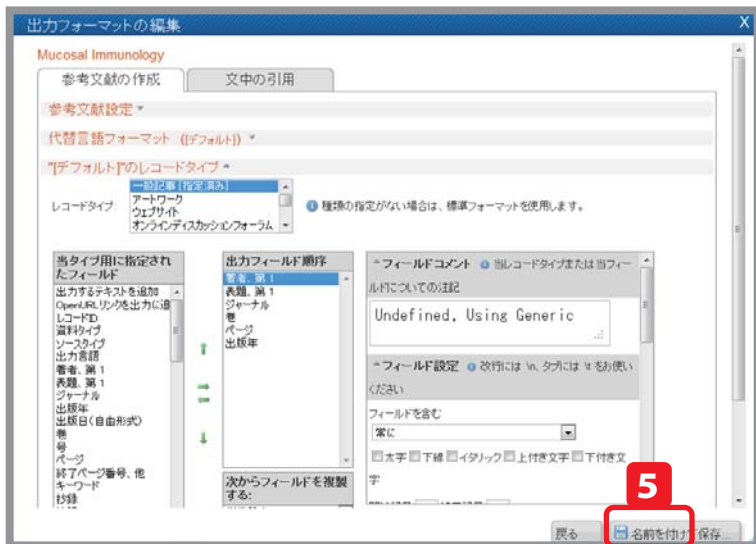 出力フォーマットの編集
X
Mucosal Immunology
参考文献の作成
文中の引用
参考文献設定
代替言語フォーマット ([デフォルト])
"[デフォルト]"のレコードタイプ
レコードタイプ:
一般記事 [指定済み]
アートワーク
ウェブサイト
オンラインディスカッションフォーラム
種類の指定がない場合は、標準フォーマットを使用します。
当タイプ用に指定されたフィールド
出力するテキストを追加
OpenURLリンクを出力に追
レコードID
資料タイプ
ソースタイプ
出力言語
著者、第 1
表題、第 1
ジャーナル
出版年
出版日(自由形式)
巻
号
ページ
終了ページ番号、他
キーワード
抄録
出力フィールド順序
著者、第 1
表題、第 1
ジャーナル
巻
ページ
出版年
次からフィールドを複製する:
フィールドコメント 当レコードタイプまたは当フィー
ルドについての注記
Undefined, Using Generic
フィールド設定 改行には \n、タブには \t をお使い
ください
フィールドを含む
常に
太字 下線 イタリック 上付き文字 下付き文
字
5
戻る
名前を付けて保存...